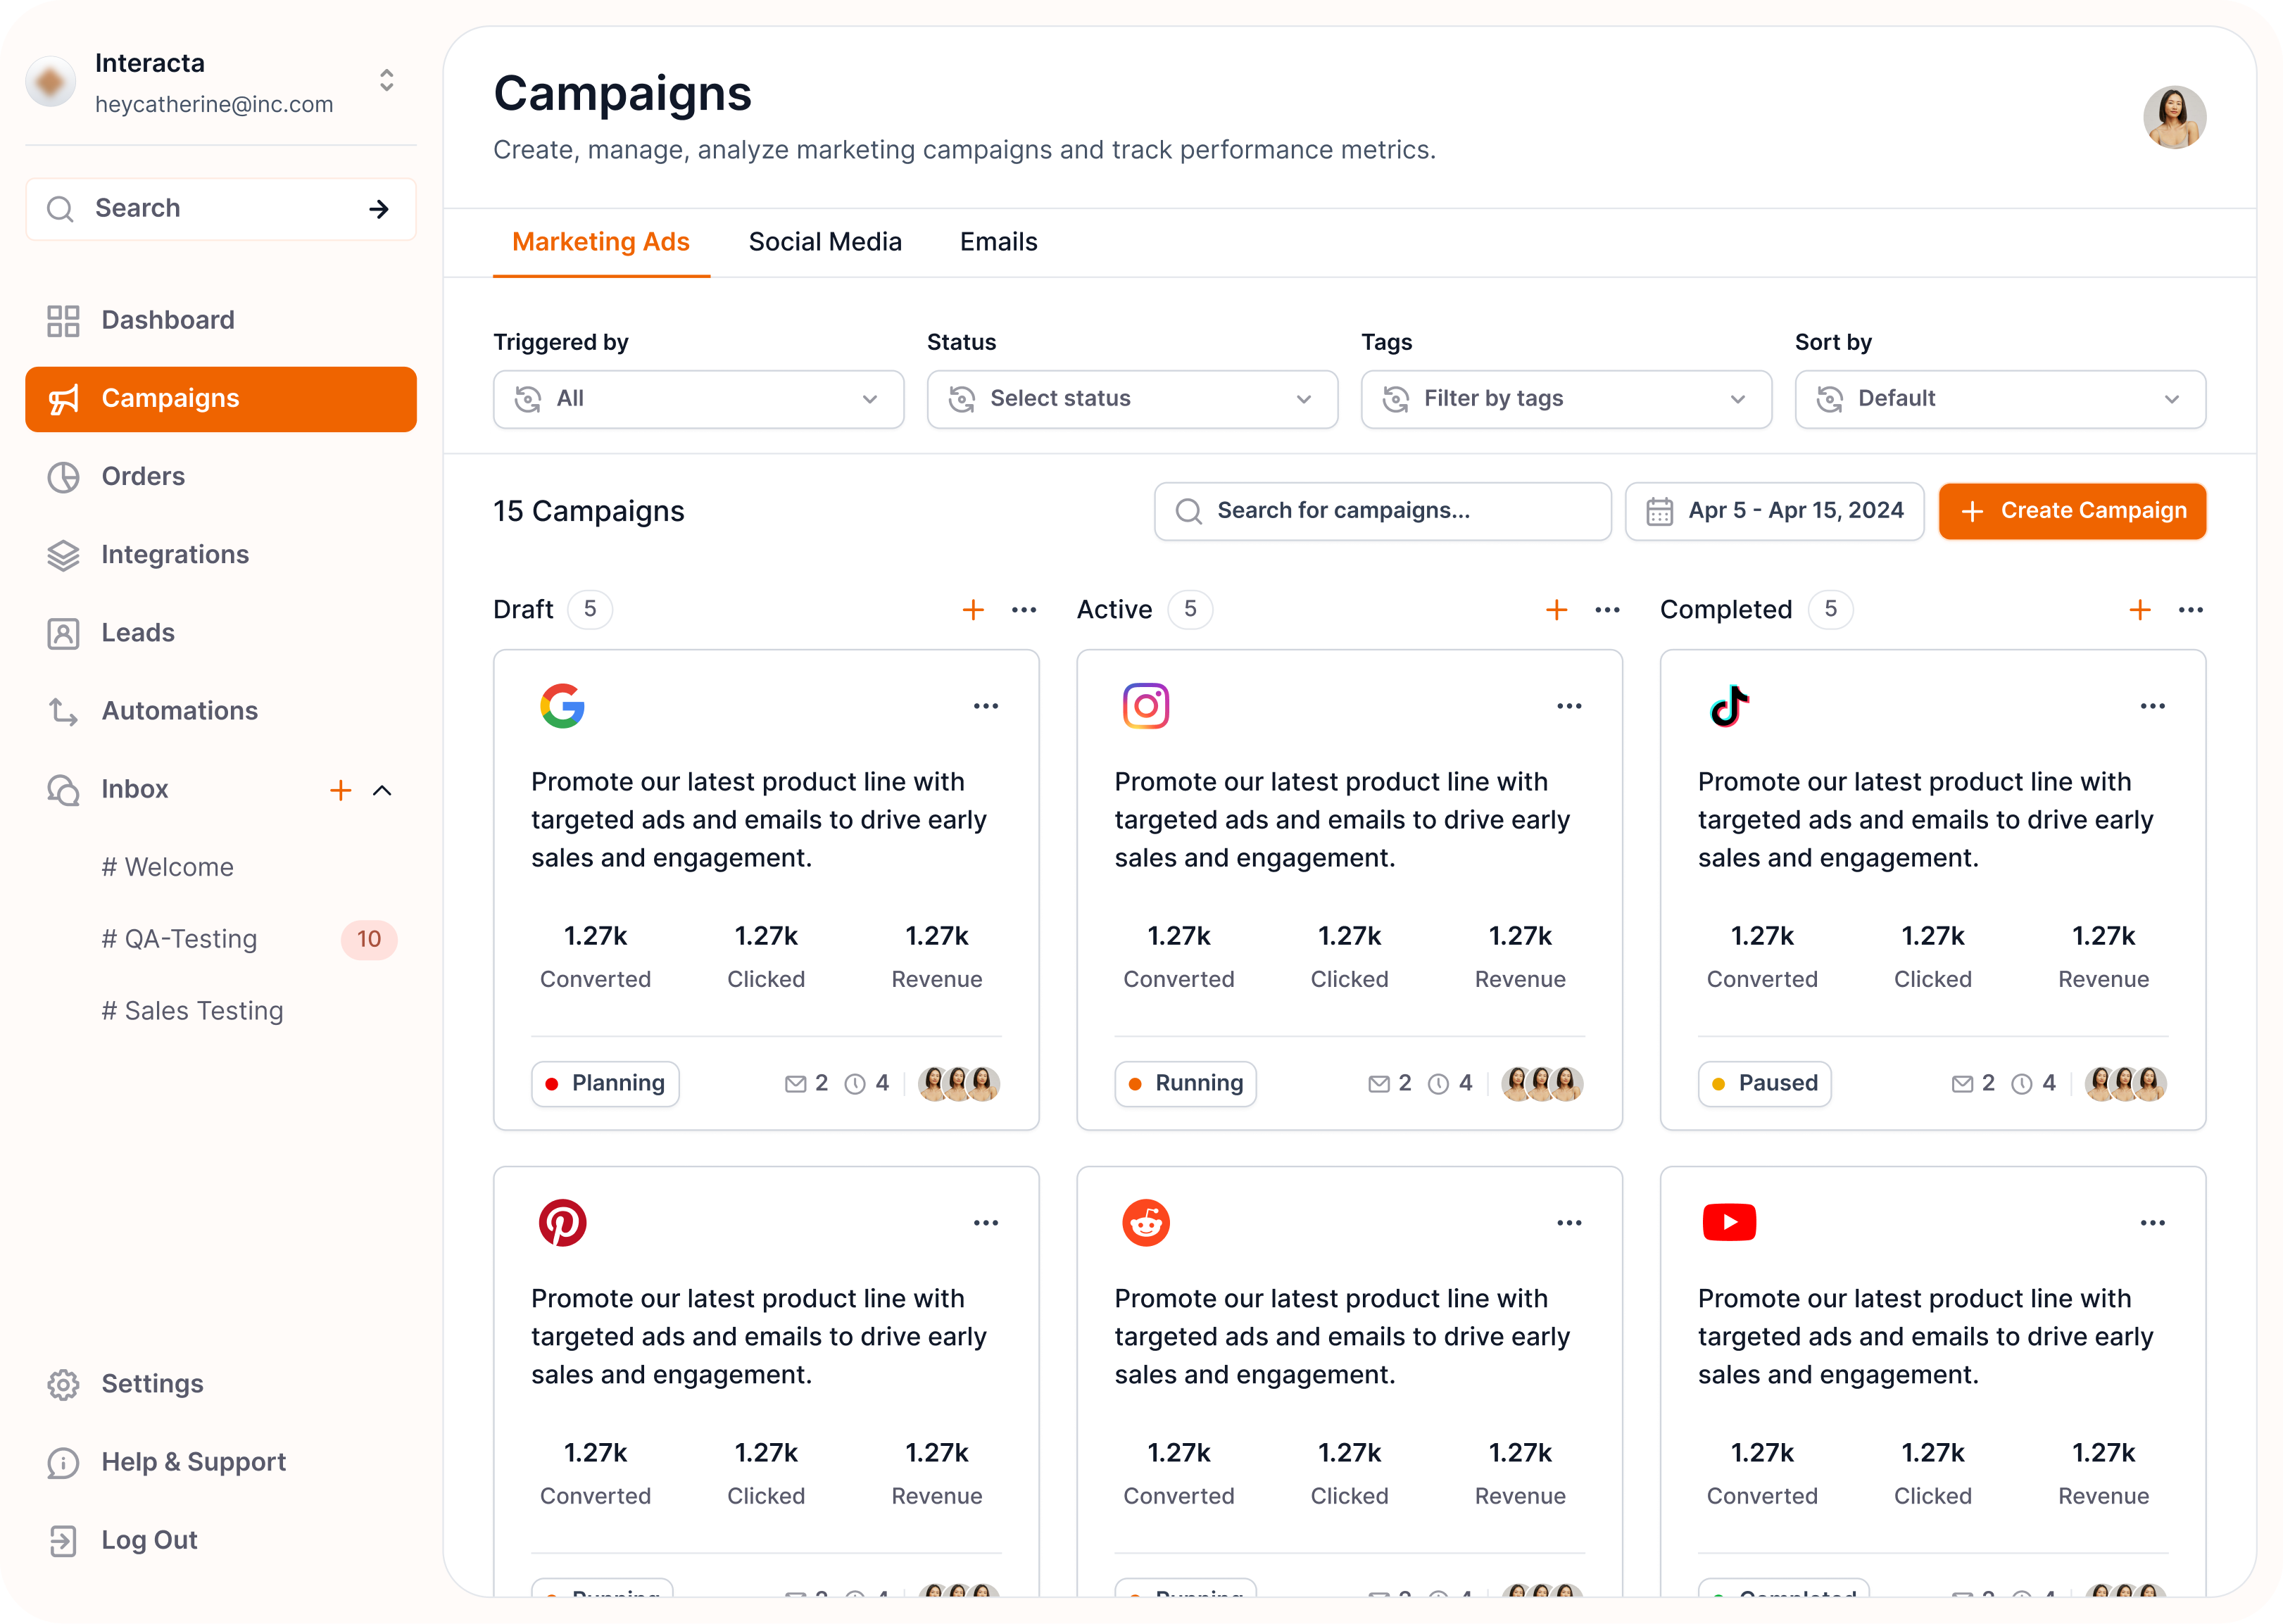 Interacta
heycatherine@inc.com
Search
Dashboard
Campaigns
Orders
Integrations
Leads
Automations
Inbox
# Welcome
# QA-Testing 10
# Sales Testing
Settings
Help & Support
Log Out
Campaigns
Create, manage, analyze marketing campaigns and track performance metrics.
Marketing Ads Social Media Emails
Triggered by Status Tags Sort by
All Select status Filter by tags Default
15 Campaigns Search for campaigns... Apr 5 - Apr 15, 2024 Create Campaign
Draft 5
Promote our latest product line with
targeted ads and emails to drive early
sales and engagement.
1.27k 1.27k 1.27k
Converted Clicked Revenue
Planning 2 4
Promote our latest product line with
targeted ads and emails to drive early
sales and engagement.
1.27k 1.27k 1.27k
Converted Clicked Revenue
Running 2 4
Active 5
Promote our latest product line with
targeted ads and emails to drive early
sales and engagement.
1.27k 1.27k 1.27k
Converted Clicked Revenue
Running 2 4
Promote our latest product line with
targeted ads and emails to drive early
sales and engagement.
1.27k 1.27k 1.27k
Converted Clicked Revenue
Running 2 4
Completed 5
Promote our latest product line with
targeted ads and emails to drive early
sales and engagement.
1.27k 1.27k 1.27k
Converted Clicked Revenue
Paused 2 4
Promote our latest product line with
targeted ads and emails to drive early
sales and engagement.
1.27k 1.27k 1.27k
Converted Clicked Revenue
Completed 2 4